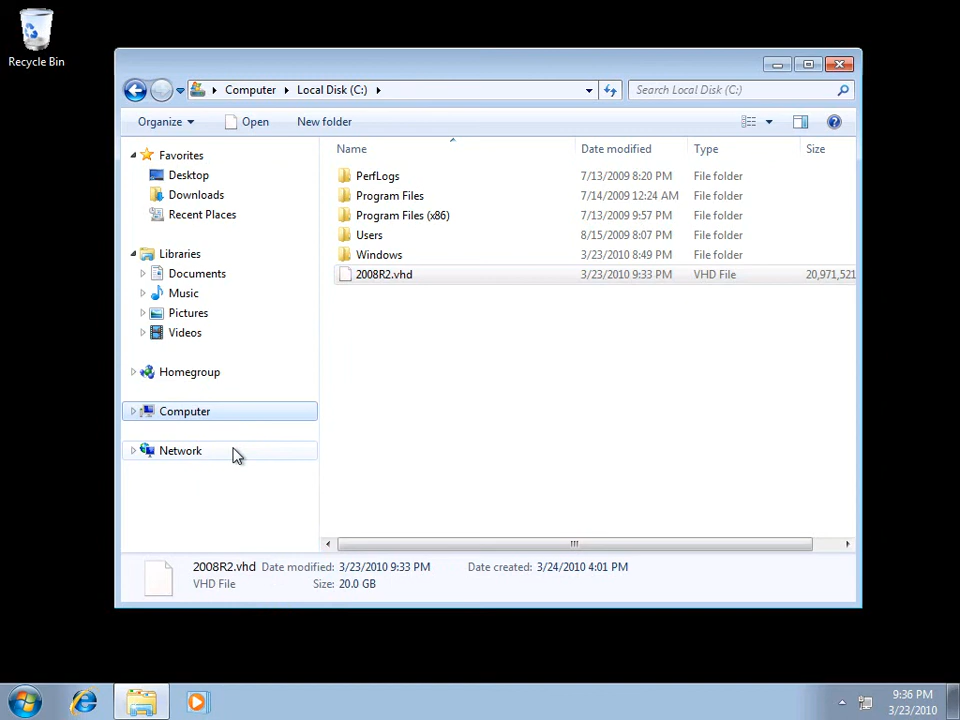 Recycle Bin
Computer Local Disk (C:)
Search Local Disk (C:)
Organize Open New folder
Name Date modified Type Size
Favorites
Desktop
Downloads
Recent Places
Libraries
Documents
Music
Pictures
Videos
Homegroup
Computer
Network
PerfLogs 7/13/2009 8:20 PM File folder
Program Files 7/14/2009 12:24 AM File folder
Program Files (x86) 7/13/2009 9:57 PM File folder
Users 8/15/2009 8:07 PM File folder
Windows 3/23/2010 8:49 PM File folder
2008R2.vhd 3/23/2010 9:33 PM VHD File 20,971,521
2008R2.vhd Date modified: 3/23/2010 9:33 PM Date created: 3/24/2010 4:01 PM
VHD File Size: 20.0 GB
9:36 PM
3/23/2010